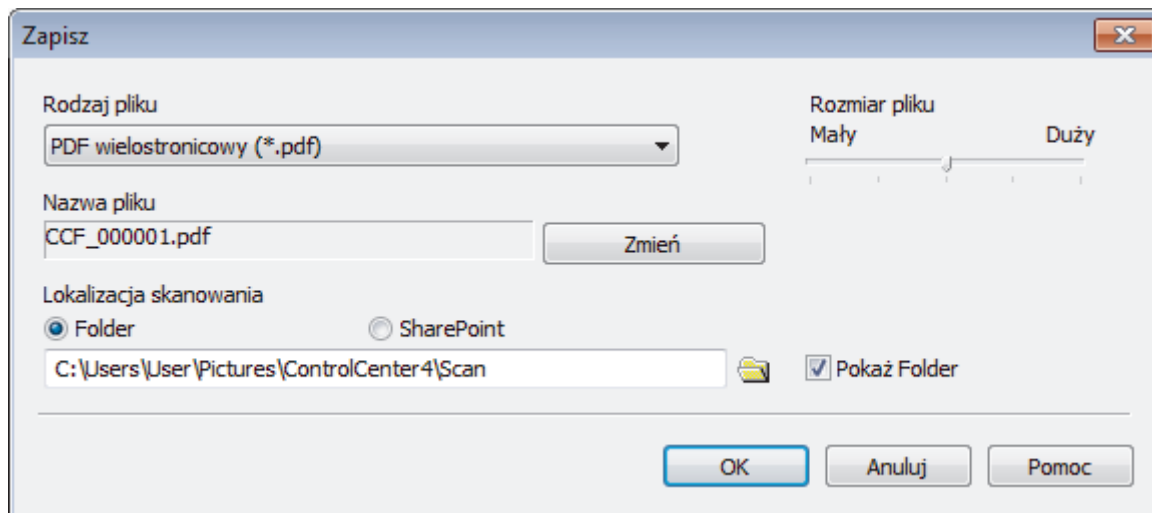 Zapisz
Rodzaj pliku
PDF wielostronicowy (*.pdf)
Rozmiar pliku
Mały Duży
Nazwa pliku
CCF_000001.pdf
Zmień
Lokalizacja skanowania
Folder SharePoint
C:\Users\User\Pictures\ControlCenter4\Scan
Pokaż Folder
OK Anuluj Pomoc